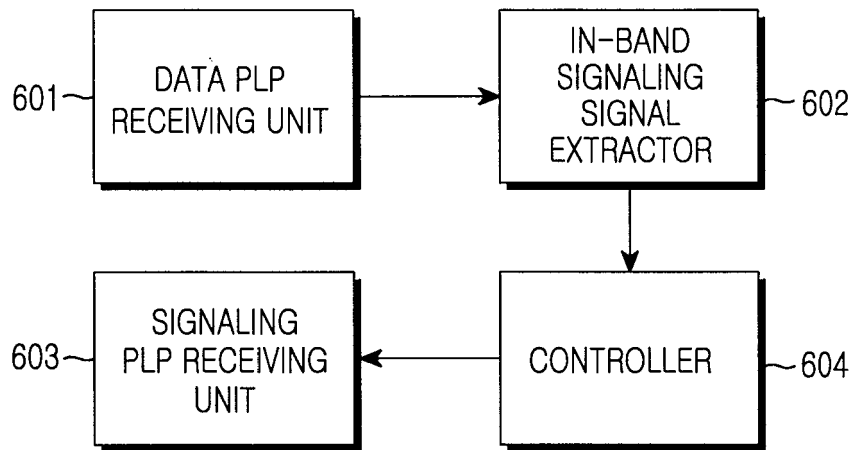 601
DATA PLP
RECEIVING UNIT
IN-BAND
SIGNALING
SIGNAL
EXTRACTOR
602
603
SIGNALING
PLP RECEIVING
UNIT
CONTROLLER
604